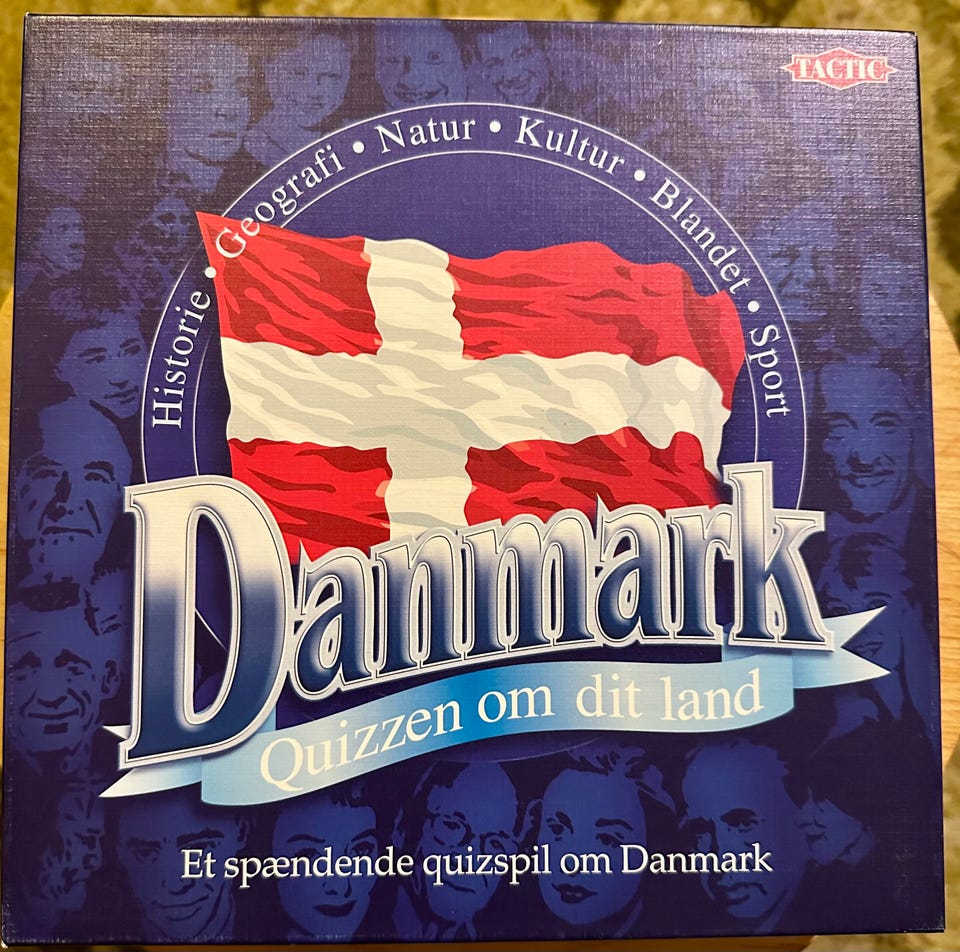 TACTIC
Historie • Geografi • Natur • Kultur • Blandet • Sport
Danmark
Quizzen om dit land
Et spændende quizspil om Danmark